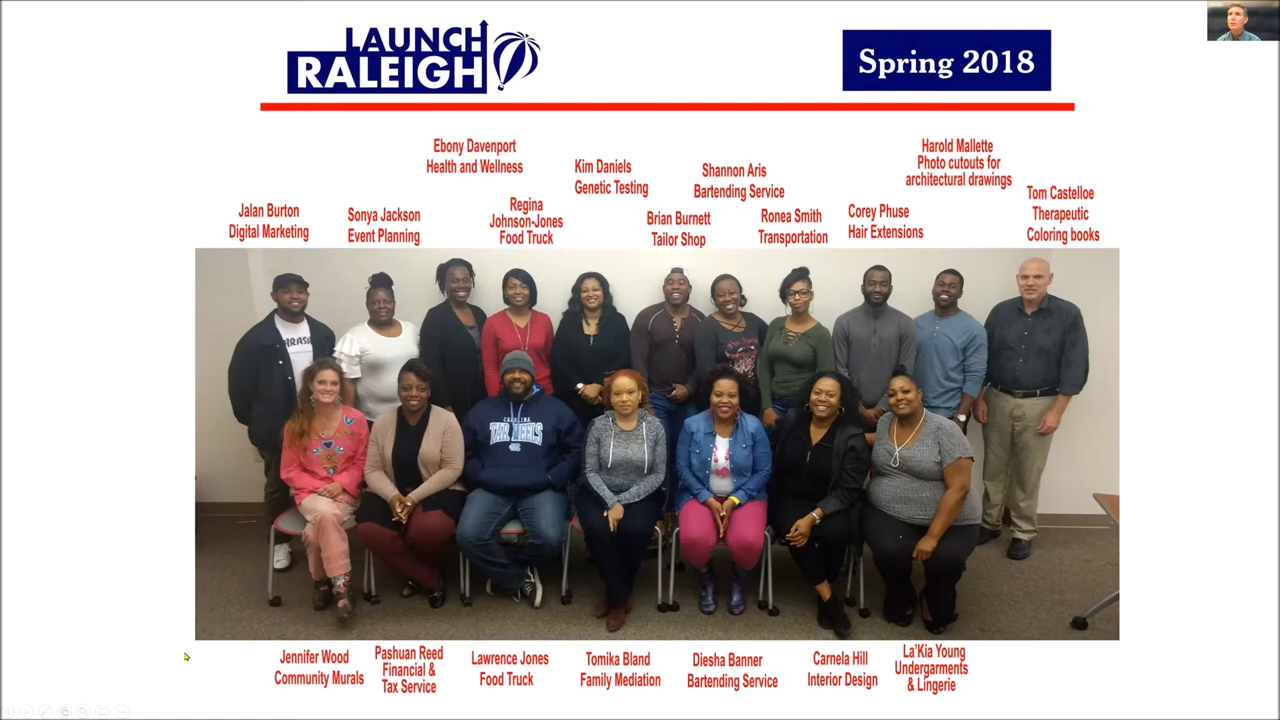 LAUNCH
RALEIGH
Spring 2018
Ebony Davenport
Health and Wellness
Kim Daniels
Genetic Testing
Shannon Aris
Bartending Service
Harold Mallette
Photo cutouts for
architectural drawings
Jalan Burton
Digital Marketing
Sonya Jackson
Event Planning
Regina
Johnson-Jones
Food Truck
Brian Burnett
Tailor Shop
Ronea Smith
Transportation
Corey Phuse
Hair Extensions
Tom Castelloe
Therapeutic
Coloring books
THRASH
CAROLINA
TAR HEELS
Jennifer Wood
Community Murals
Pashuan Reed
Financial &
Tax Service
Lawrence Jones
Food Truck
Tomika Bland
Family Mediation
Diesha Banner
Bartending Service
Carnela Hill
Interior Design
La'Kia Young
Undergarments
& Lingerie